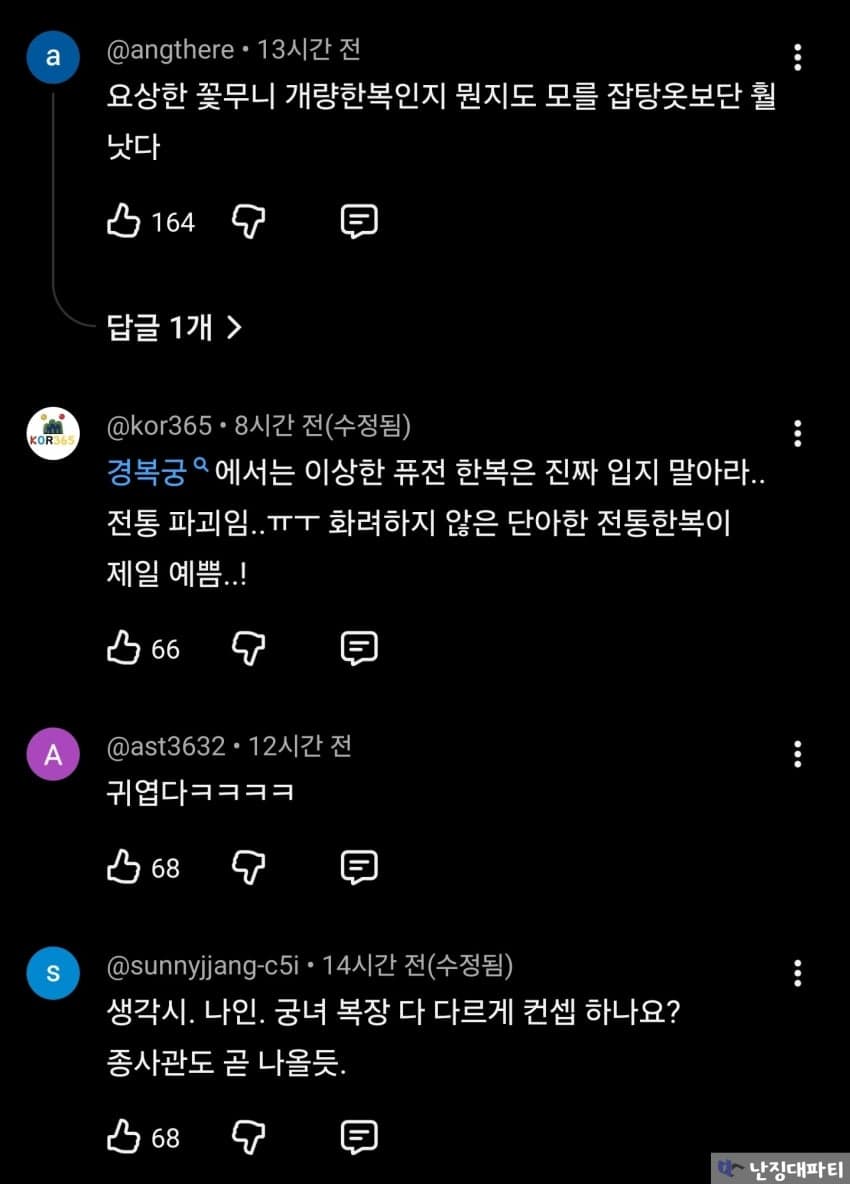 a
@angthere • 13시간 전
요상한 꽃무니 개량한복인지 뭔지도 모를 잡탕옷보단 훨
낫다
164
답글 1개 >
KOR365
@kor365 • 8시간 전(수정됨)
경복궁 에서는 이상한 퓨전 한복은 진짜 입지 말아라..
전통 파괴임..ㅠㅜ 화려하지 않은 단아한 전통한복이
제일 예쁨..!
66
A
@ast3632 • 12시간 전
귀엽다ㅋㅋㅋㅋ
68
s
@sunnyjjang-c5i • 14시간 전(수정됨)
생각시. 나인. 궁녀 복장 다 다르게 컨셉 하나요?
종사관도 곧 나올듯.
68
난징대파티